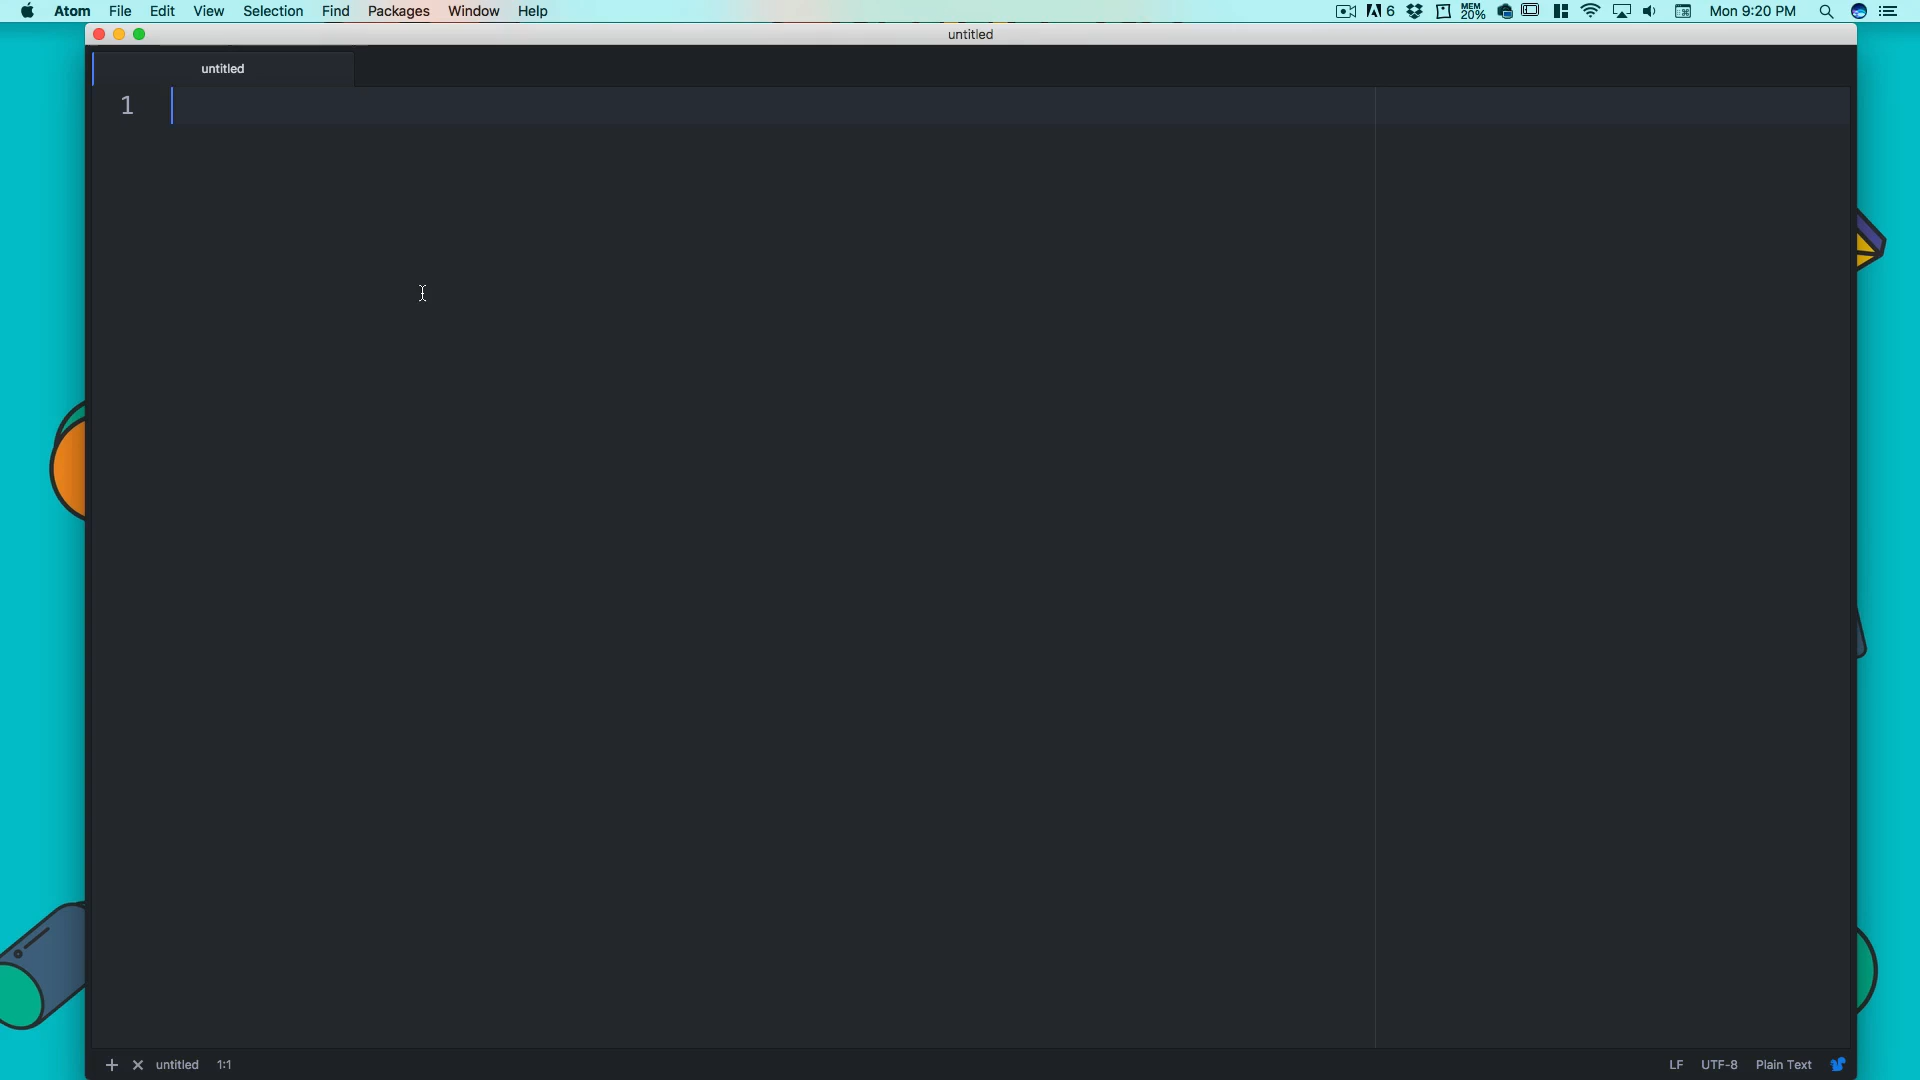 Atom File Edit View Selection Find Packages Window Help 6 MEM 20% Mon 9:20 PM
untitled
untitled
1
untitled 1:1 LF UTF-8 Plain Text